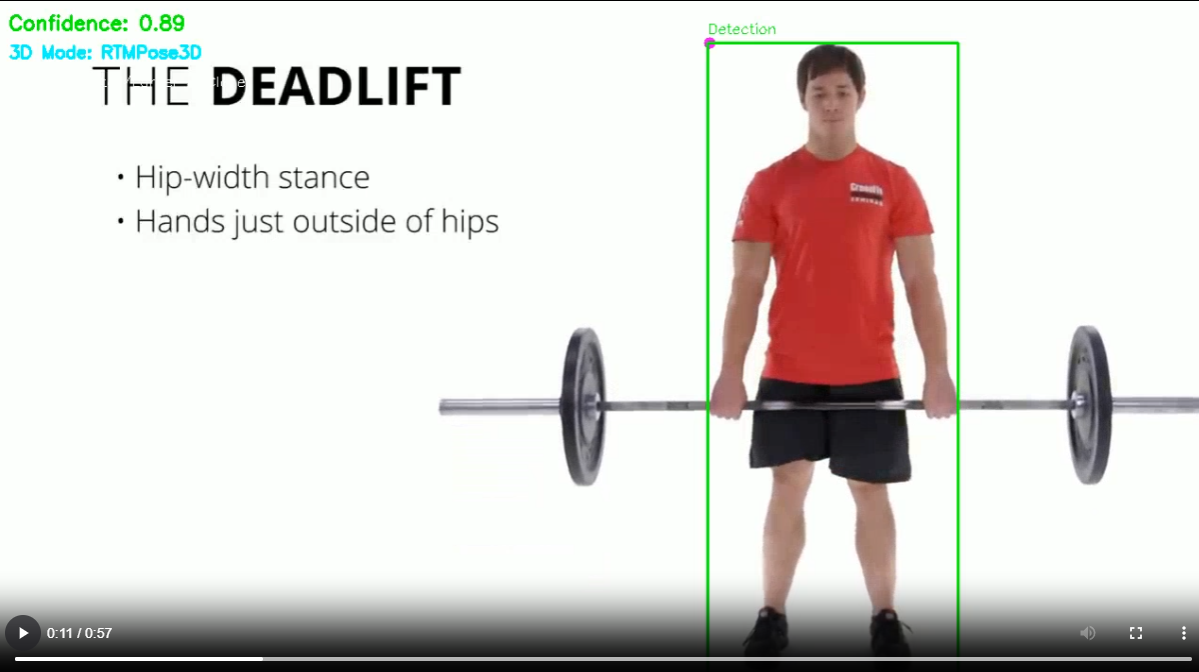 Confidence: 0.89
Detection
3D Mode: RTMPose3D
THE DEADLIFT
• Hip-width stance
• Hands just outside of hips
CrossFit
0:11 / 0:57